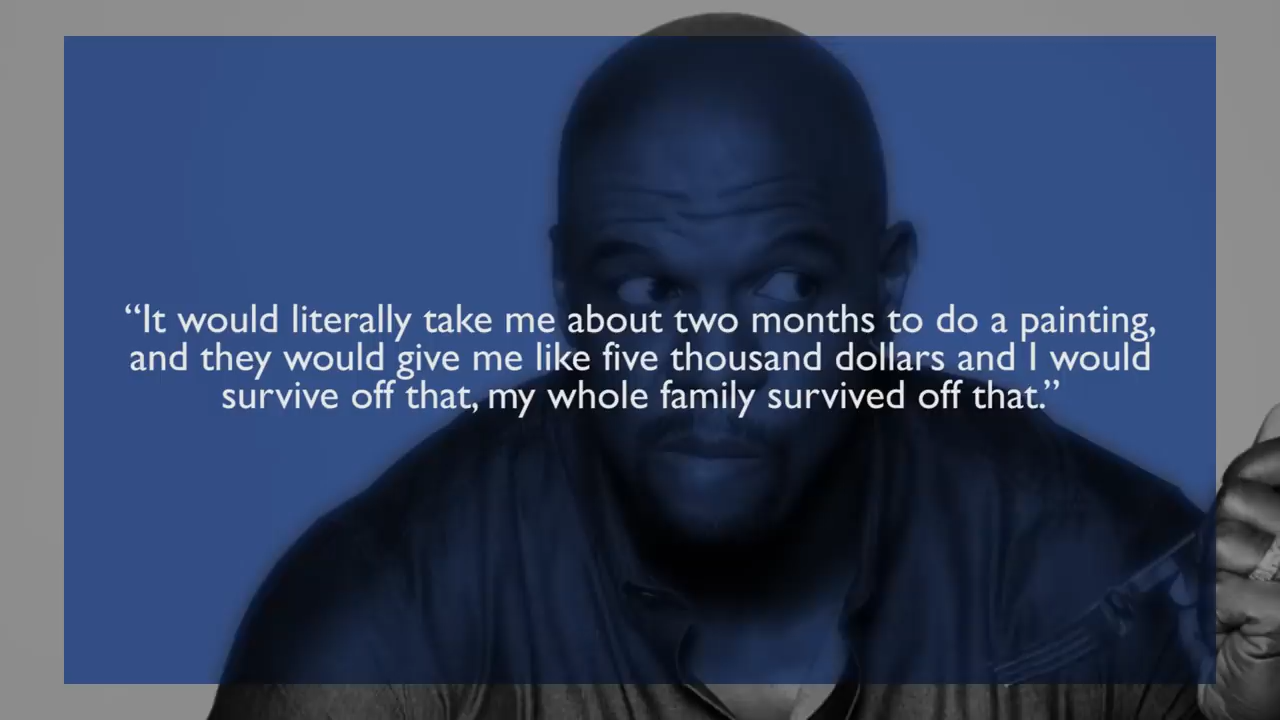 “It would literally take me about two months to do a painting,
and they would give me like five thousand dollars and I would
survive off that, my whole family survived off that.”